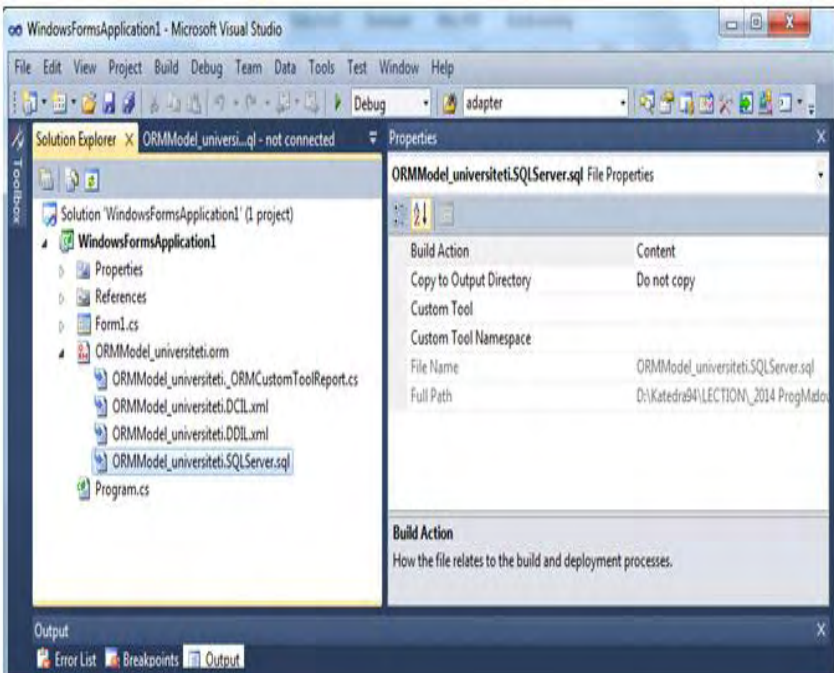 WindowsFormsApplication1 - Microsoft Visual Studio
File Edit View Project Build Debug Team Data Tools Test Window Help
Debug adapter
Toolbox
Solution Explorer X ORMModel_universi...ql - not connected
Solution 'WindowsFormsApplication1' (1 project)
WindowsFormsApplication1
Properties
References
Form1.cs
ORMModel_universiteti.orm
ORMModel_universiteti._ORMCustomToolReport.cs
ORMModel_universiteti.DCIL.xml
ORMModel_universiteti.DDIL.xml
ORMModel_universiteti.SQLServer.sql
Program.cs
Properties
ORMModel_universiteti.SQLServer.sql File Properties
Build Action Content
Copy to Output Directory Do not copy
Custom Tool
Custom Tool Namespace
File Name ORMModel_universiteti.SQLServer.sql
Full Path D:\Katedra94\LECTION\_2014
Build Action
How the file relates to the build and deployment processes.
Output
Error List Breakpoints Output